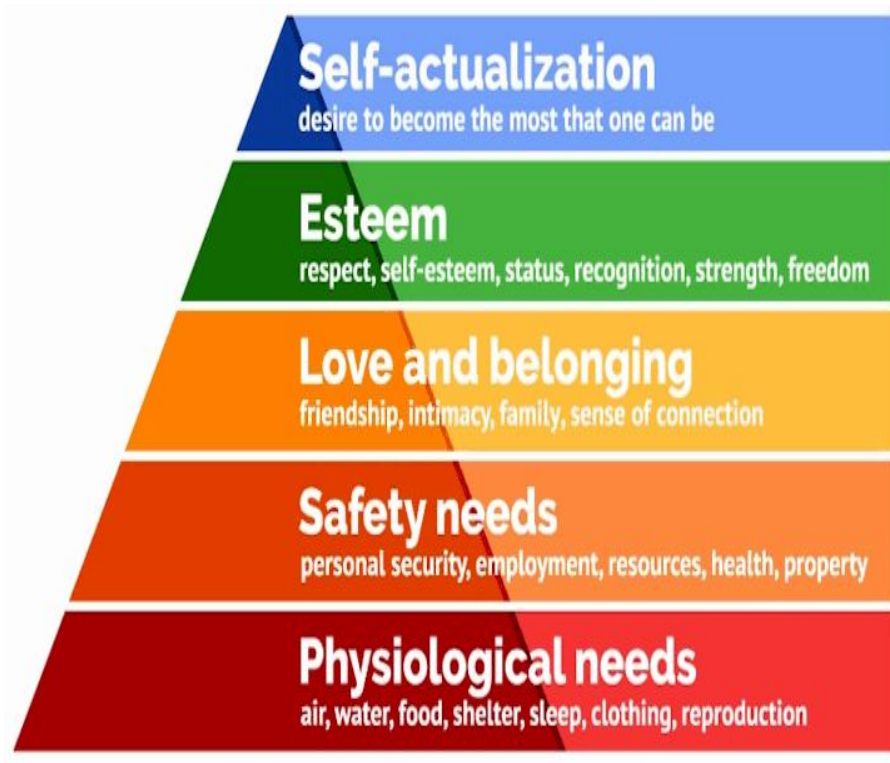 Self-actualization
desire to become the most that one can be
Esteem
respect, self-esteem, status, recognition, strength, freedom
Love and belonging
friendship, intimacy, family, sense of connection
Safety needs
personal security, employment, resources, health, property
Physiological needs
air, water, food, shelter, sleep, clothing, reproduction